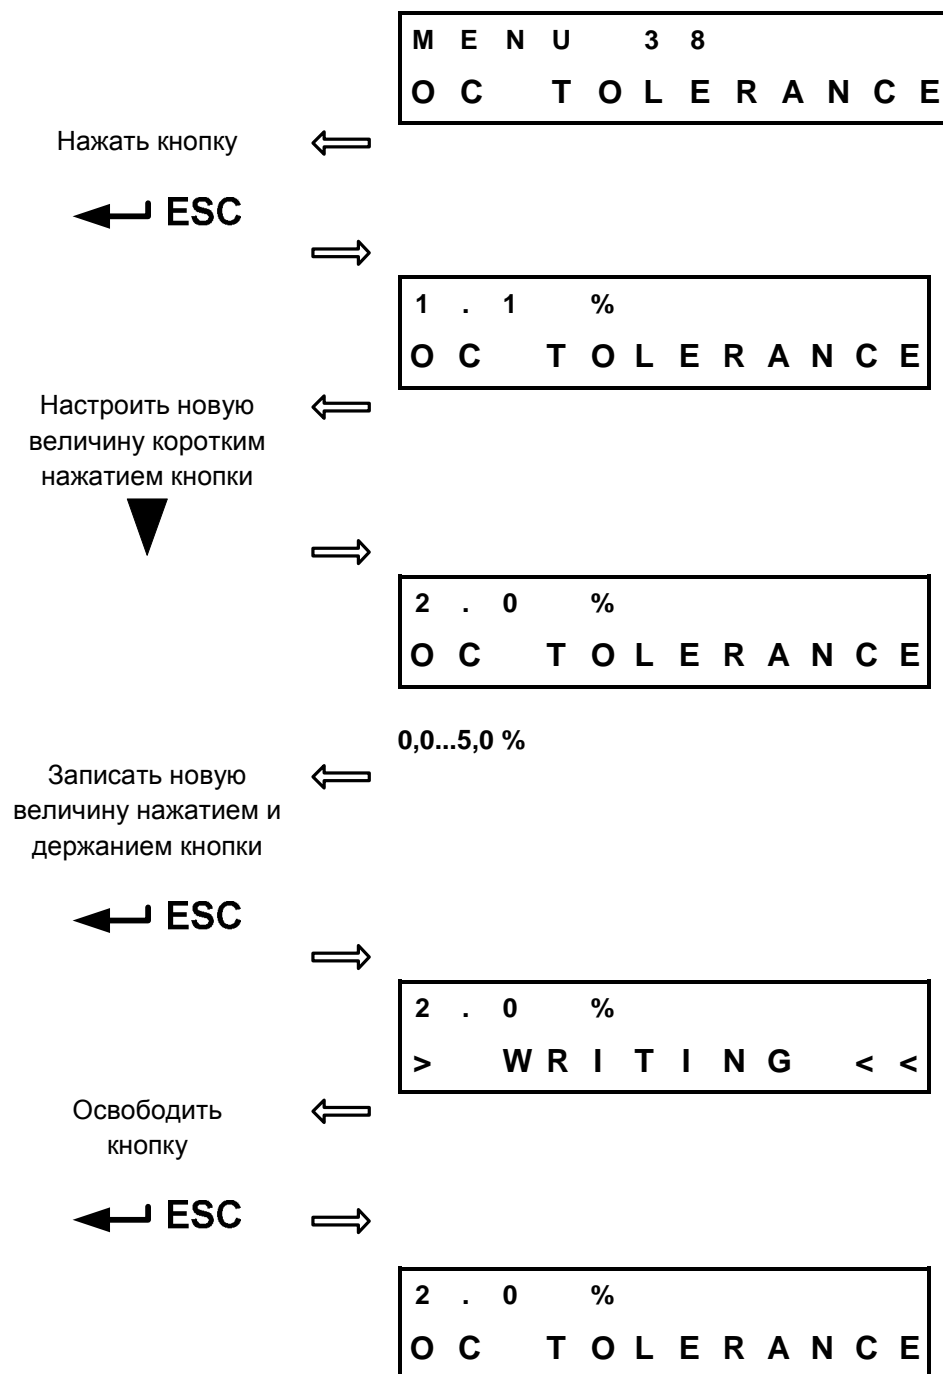 MENU 38
OC TOLERANCE
Нажать кнопку
ESC
1.1 %
OC TOLERANCE
Настроить новую
величину коротким
нажатием кнопки
2.0 %
OC TOLERANCE
0,0...5,0 %
Записать новую
величину нажатием и
держанием кнопки
ESC
2.0 %
> WRITING <<
Освободить
кнопку
ESC
2.0 %
OC TOLERANCE